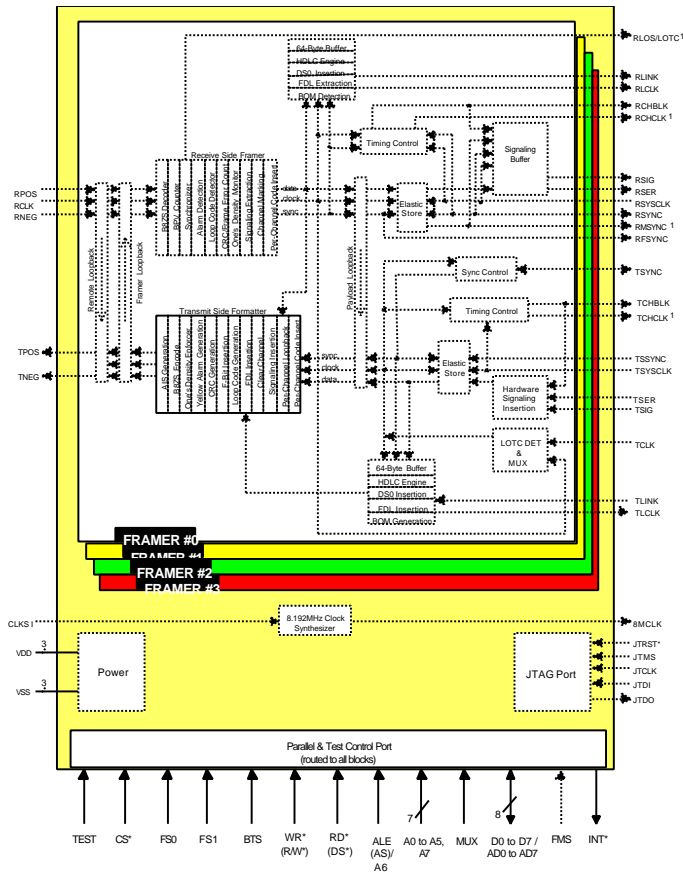 RLOS/LOTC 1
64-Byte Buffer
HDLC Engine
DS0 Insertion
FDL Extraction
BOM Detection
RLINK
RLCLK
RCHBLK
RCHCLK 1
Timing Control
Signaling
Buffer
Receive Side Framer
B8ZS Decoder
BPV Counter
Synchronizer
Alarm Detection
Loop Code Detector
CRC/Frame Error Count
One's Density Monitor
Signaling Extraction
Channel Marking
Per-Channel Code Insert
RPOS
RCLK
RNEG
data
clock
sync
Elastic
Store
RSIG
RSER
RSYSCLK
RSYNC
RMSYNC 1
RFSYNC
Remote Loopback
Framer Loopback
Payload Loopback
Sync Control
TSYNC
Timing Control
TCHBLK
TCHCLK 1
Transmit Side Formatter
AIS Generation
B8ZS Encode
One's Density Enforcer
Yellow Alarm Generation
CRC Generation
F-Bit Insertion
Loop Code Generation
FDL Insertion
Clear Channel
Signaling Insertion
Per-Channel Loopback
Per-Channel Code Insert
TPOS
TNEG
sync
clock
data
Elastic
Store
TSSYNC
TSYSCLK
Hardware
Signaling
Insertion
TSER
TSIG
LOTC DET
&
MUX
TCLK
64-Byte Buffer
HDLC Engine
DS0 Insertion
FDL Insertion
BOM Generation
TLINK
TLCLK
FRAMER #0
FRAMER #1
FRAMER #2
FRAMER #3
CLKSI
8.192MHz Clock
Synthesizer
8MCLK
VDD
3
VSS
3
Power
JTAG Port
JTRST*
JTMS
JTCLK
JTDI
JTDO
Parallel & Test Control Port
(routed to all blocks)
7
8
TEST
CS*
FS0
FS1
BTS
WR*
(R/W*)
RD*
(DS*)
ALE
(AS)/
A6
A0 to A5,
A7
MUX
D0 to D7 /
AD0 to AD7
FMS
INT*